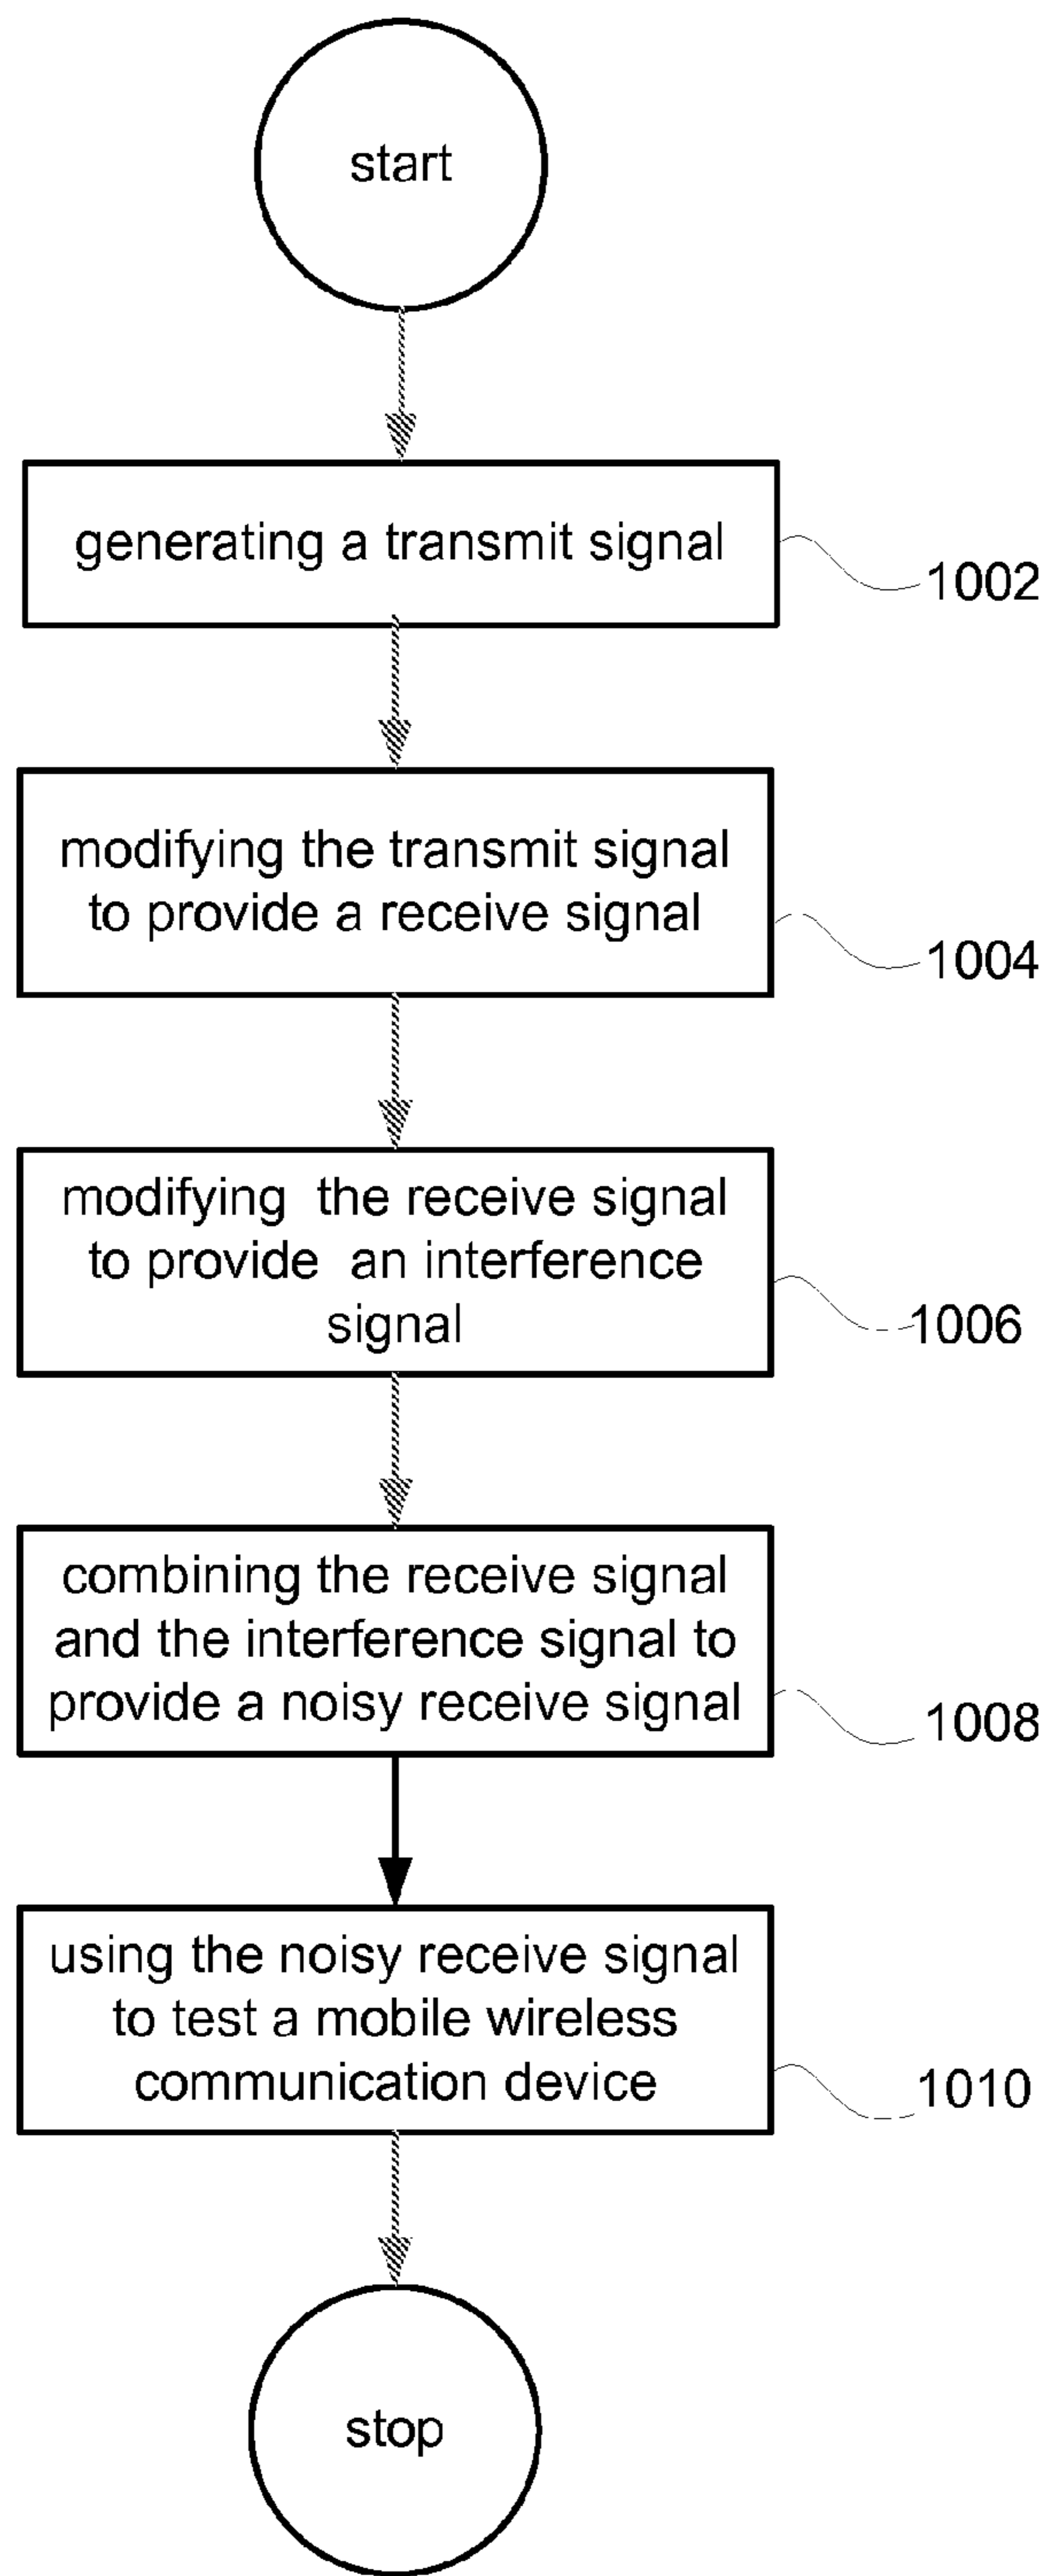 start
generating a transmit signal
1002
modifying the transmit signal
to provide a receive signal
1004
modifying the receive signal
to provide an interference
signal
1006
combining the receive signal
and the interference signal to
provide a noisy receive signal
1008
using the noisy receive signal
to test a mobile wireless
communication device
1010
stop